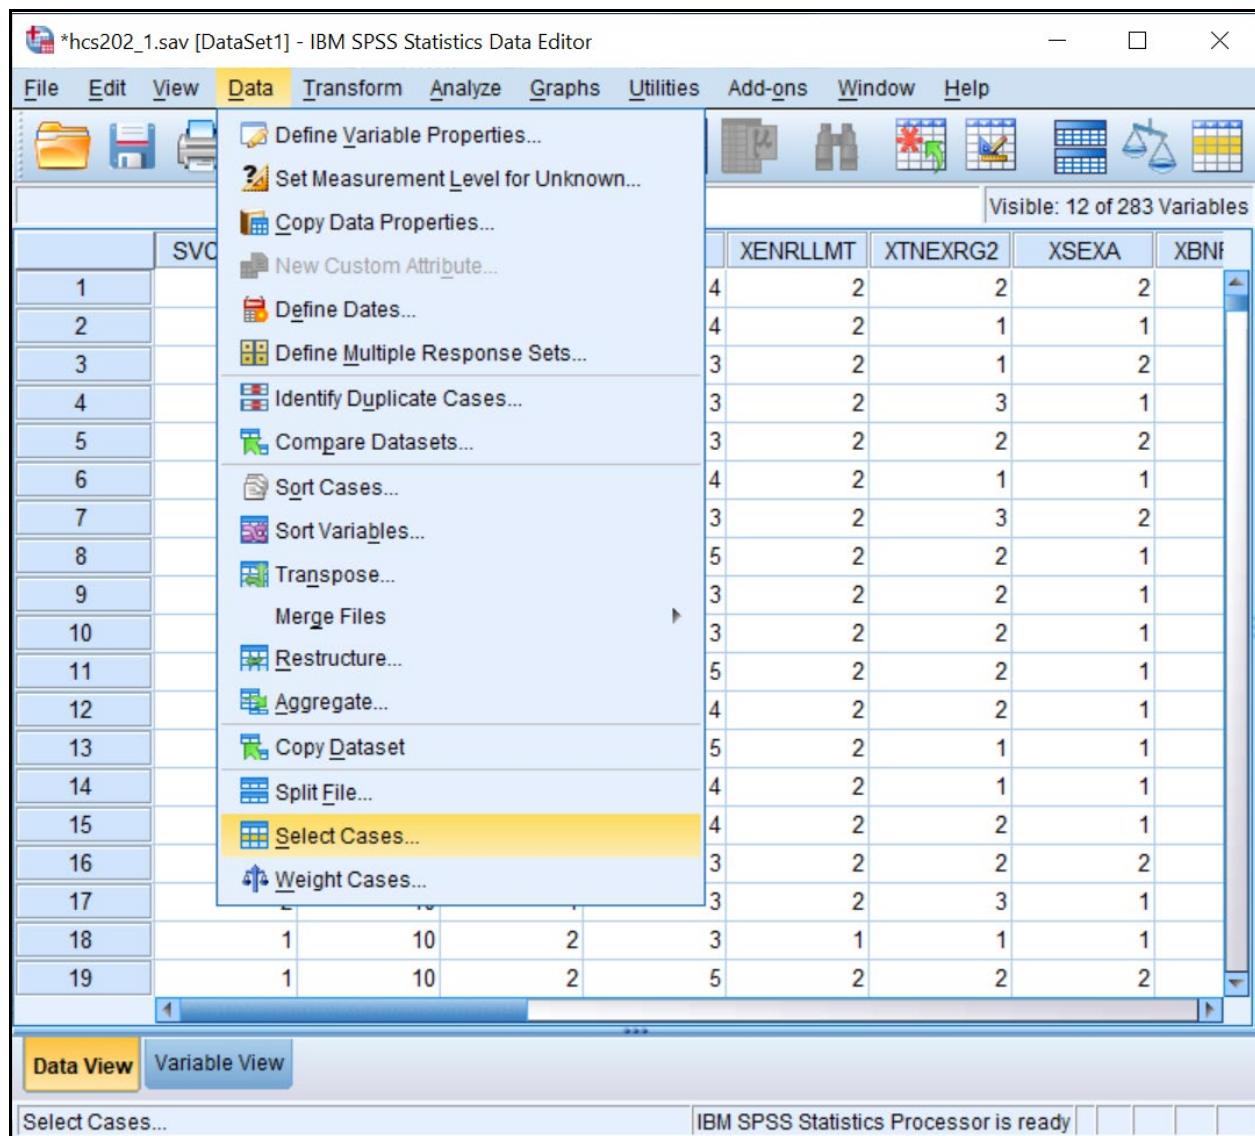 *hcs202_1.sav [DataSet1] - IBM SPSS Statistics Data Editor
File Edit View Data Transform Analyze Graphs Utilities Add-ons Window Help
Visible: 12 of 283 Variables
Define Variable Properties...
Set Measurement Level for Unknown...
Copy Data Properties...
New Custom Attribute...
Define Dates...
Define Multiple Response Sets...
Identify Duplicate Cases...
Compare Datasets...
Sort Cases...
Sort Variables...
Transpose...
Merge Files
Restructure...
Aggregate...
Copy Dataset
Split File...
Select Cases...
Weight Cases...
XENRLLMT XTNEXRG2 XSEXA
1 4 2 2 2
2 4 2 1 1
3 3 2 1 2
4 3 2 3 1
5 3 2 2 2
6 4 2 1 1
7 3 2 3 2
8 5 2 2 1
9 3 2 2 1
10 3 2 2 1
11 5 2 2 1
12 4 2 2 1
13 5 2 1 1
14 4 2 1 1
15 4 2 2 1
16 3 2 2 2
17 3 2 3 1
18 1 10 2 3 1 1 1
19 1 10 2 5 2 2 2
Data View Variable View
Select Cases... IBM SPSS Statistics Processor is ready